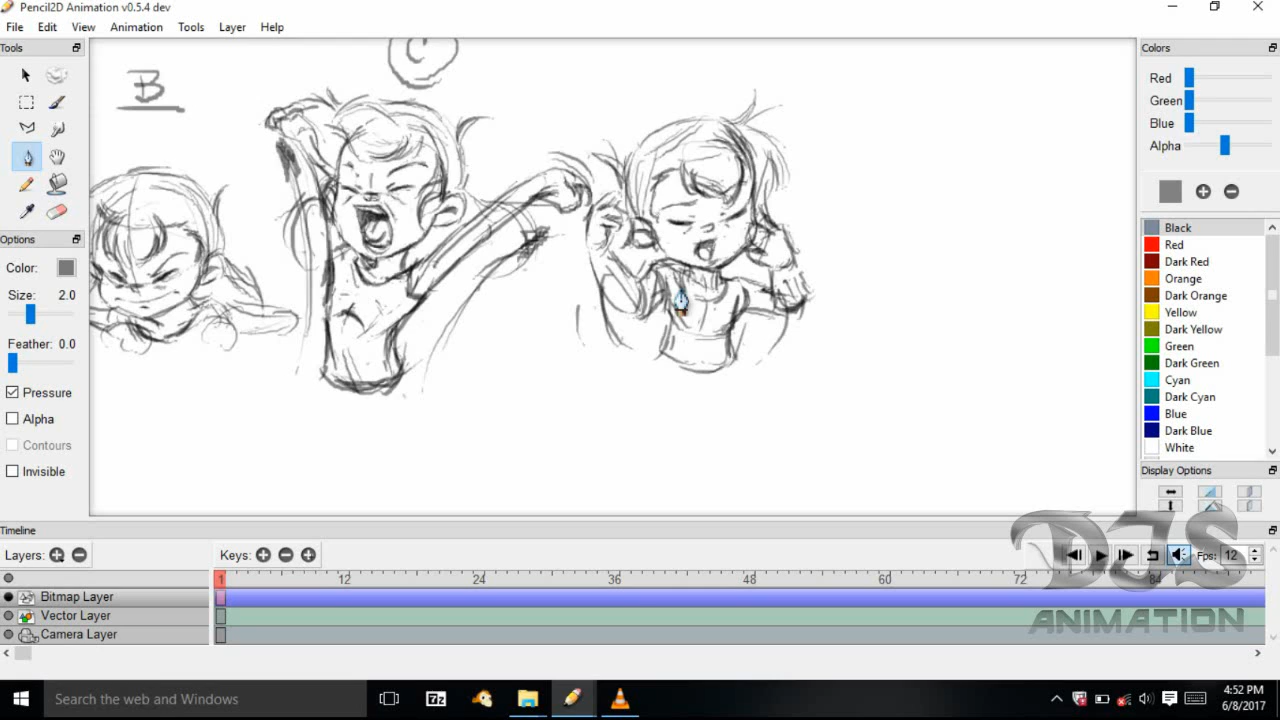 Pencil2D Animation v0.5.4 dev
File Edit View Animation Tools Layer Help
Tools
Colors
Red
Green
Blue
Alpha
B
Options
Color:
Size: 2.0
Feather: 0.0
Pressure
Alpha
Contours
Invisible
Black
Red
Dark Red
Orange
Dark Orange
Yellow
Dark Yellow
Green
Dark Green
Cyan
Dark Cyan
Blue
Dark Blue
White
Display Options
Timeline
Layers: Keys: Fps: 12
1 12 24 36 48 60 72 84
Bitmap Layer
Vector Layer
Camera Layer
DJS
ANIMATION
Search the web and Windows
7z
4:52 PM
6/8/2017